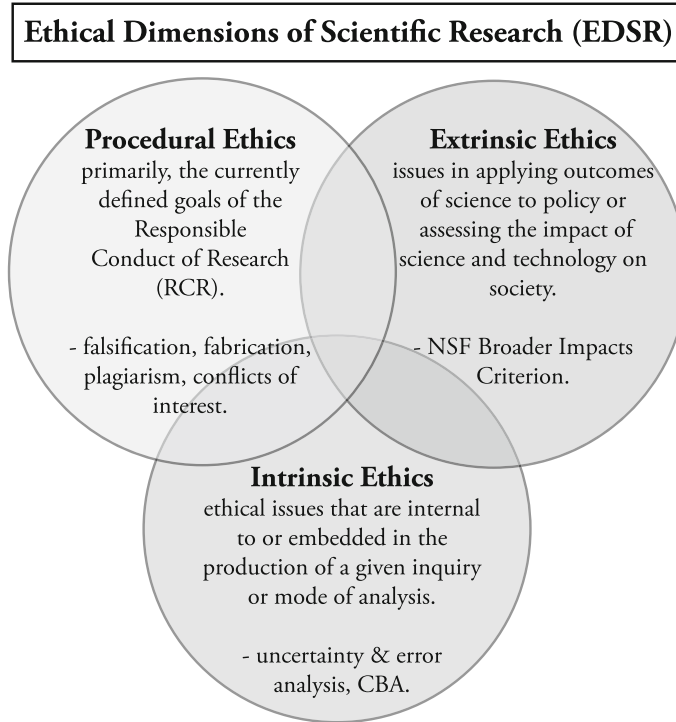 Ethical Dimensions of Scientific Research (EDSR)
Procedural Ethics
primarily, the currently
defined goals of the
Responsible
Conduct of Research
(RCR).
- falsification, fabrication,
plagiarism, conflicts of
interest.
Extrinsic Ethics
issues in applying outcomes
of science to policy or
assessing the impact of
science and technology on
society.
- NSF Broader Impacts
Criterion.
Intrinsic Ethics
ethical issues that are internal
to or embedded in the
production of a given inquiry
or mode of analysis.
- uncertainty & error
analysis, CBA.